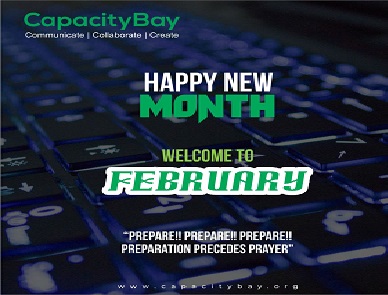 CapacityBay
Communicate | Collaborate | Create
HAPPY NEW
MONTH
WELCOME TO
FEBRUARY
"PREPARE!! PREPARE!! PREPARE!!
PREPARATION PRECEDES PRAYER"
www.capacitybay.org